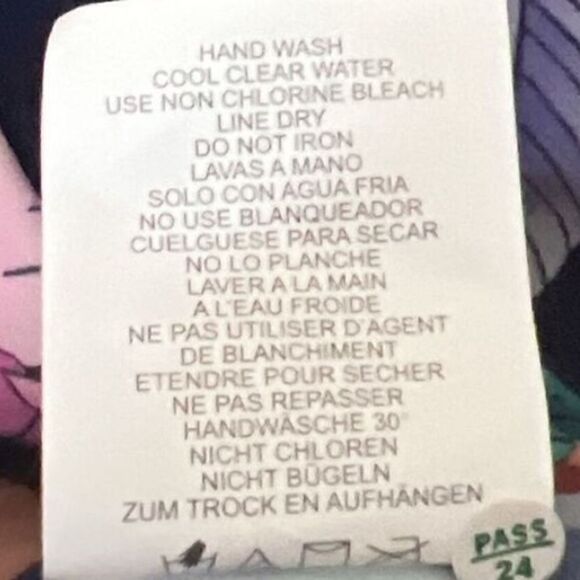 HAND WASH
COOL CLEAR WATER
USE NON CHLORINE BLEACH
LINE DRY
DO NOT IRON
LAVAS A MANO
SOLO CON AGUA FRIA
NO USE BLANQUEADOR
CUELGUESE PARA SECAR
NO LO PLANCHE
LAVER A LA MAIN
A L'EAU FROIDE
NE PAS UTILISER D'AGENT
DE BLANCHIMENT
ETENDRE POUR SECHER
NE PAS REPASSER
HANDWÄSCHE 30°
NICHT CHLOREN
NICHT BÜGELN
ZUM TROCK EN AUFHÄNGEN
PASS
24